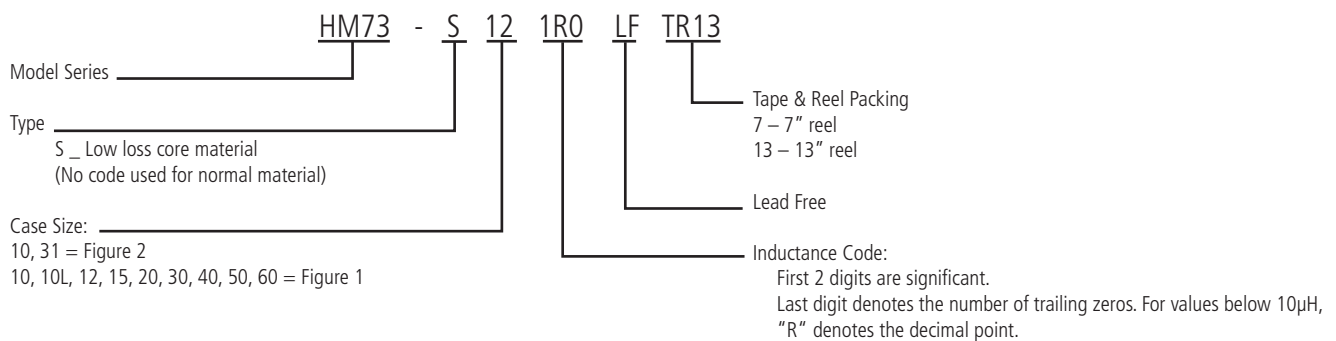 HM73 - S 12 1R0 LF TR13
Model Series
Type
S _ Low loss core material
(No code used for normal material)
Case Size:
10, 31 = Figure 2
10, 10L, 12, 15, 20, 30, 40, 50, 60 = Figure 1
Tape & Reel Packing
7 – 7” reel
13 – 13” reel
Lead Free
Inductance Code:
First 2 digits are significant.
Last digit denotes the number of trailing zeros. For values below 10µH,
“R” denotes the decimal point.